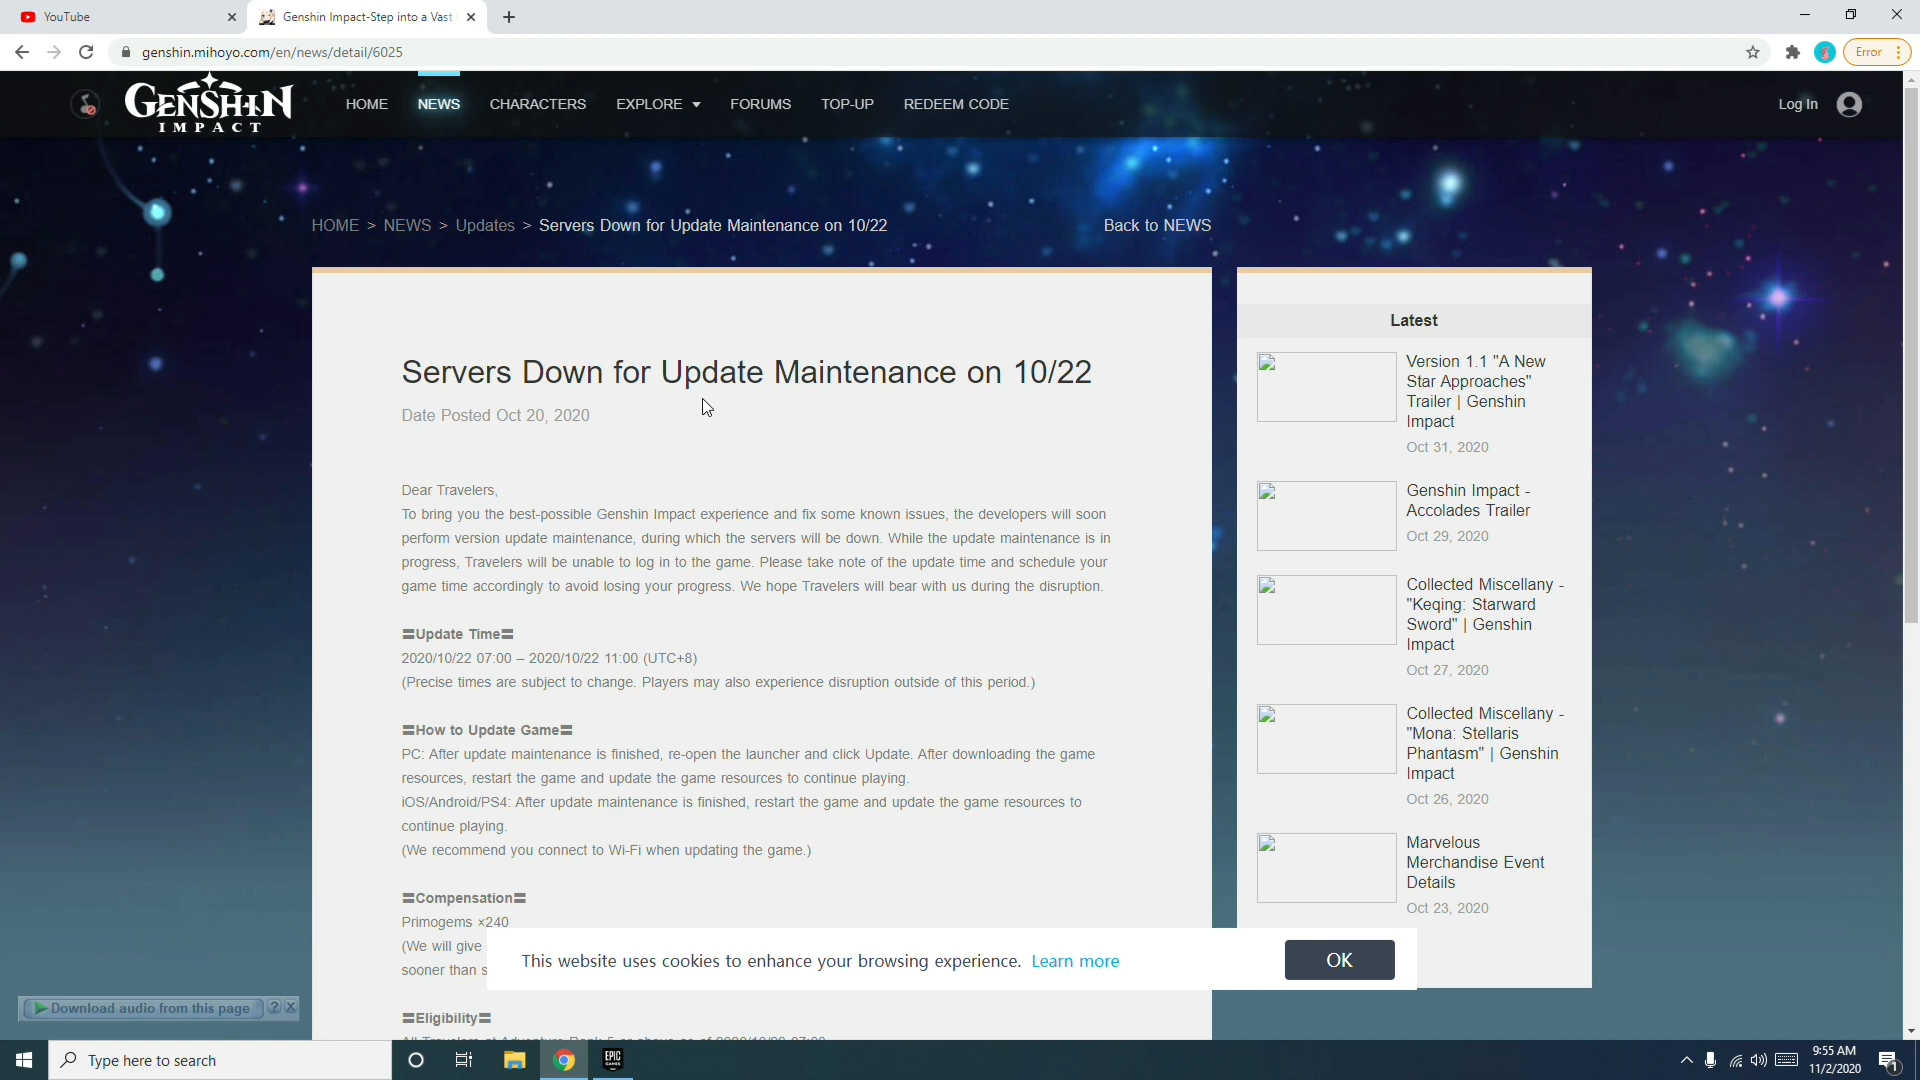 YouTube
Genshin Impact-Step into a Vast
genshin.mihoyo.com/en/news/detail/6025
Error
GENSHIN
IMPACT
HOME
NEWS
CHARACTERS
EXPLORE
FORUMS
TOP-UP
REDEEM CODE
Log In
HOME > NEWS > Updates > Servers Down for Update Maintenance on 10/22
Back to NEWS
Servers Down for Update Maintenance on 10/22
Date Posted Oct 20, 2020
Dear Travelers,
To bring you the best-possible Genshin Impact experience and fix some known issues, the developers will soon
perform version update maintenance, during which the servers will be down. While the update maintenance is in
progress, Travelers will be unable to log in to the game. Please take note of the update time and schedule your
game time accordingly to avoid losing your progress. We hope Travelers will bear with us during the disruption.
〓Update Time〓
2020/10/22 07:00 – 2020/10/22 11:00 (UTC+8)
(Precise times are subject to change. Players may also experience disruption outside of this period.)
〓How to Update Game〓
PC: After update maintenance is finished, re-open the launcher and click Update. After downloading the game
resources, restart the game and update the game resources to continue playing.
iOS/Android/PS4: After update maintenance is finished, restart the game and update the game resources to
continue playing.
(We recommend you connect to Wi-Fi when updating the game.)
〓Compensation〓
Primogems ×240
(We will give
sooner than s
〓Eligibility〓
Latest
Version 1.1 "A New
Star Approaches"
Trailer | Genshin
Impact
Oct 31, 2020
Genshin Impact -
Accolades Trailer
Oct 29, 2020
Collected Miscellany -
"Keqing: Starward
Sword" | Genshin
Impact
Oct 27, 2020
Collected Miscellany -
"Mona: Stellaris
Phantasm" | Genshin
Impact
Oct 26, 2020
Marvelous
Merchandise Event
Details
Oct 23, 2020
This website uses cookies to enhance your browsing experience. Learn more
OK
Download audio from this page
Type here to search
EPIC
GAMES
9:55 AM
11/2/2020
1